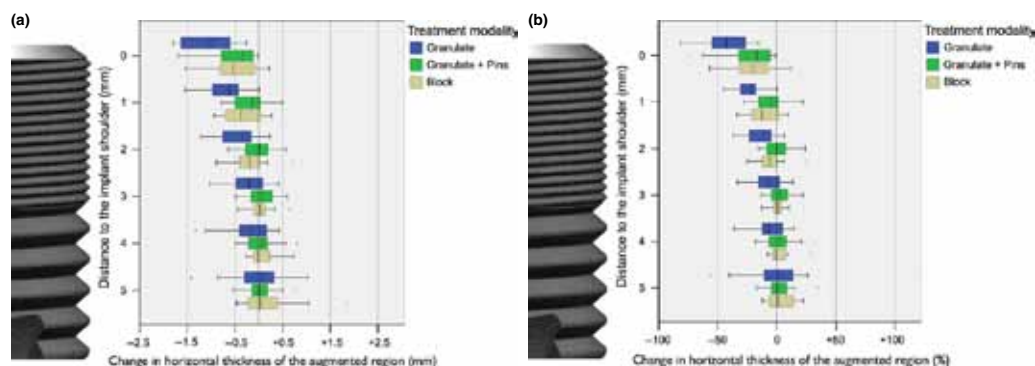 (a)
Treatment modality
Granulate
Granulate + Pins
Block
Distance to the implant shoulder (mm)
0
1
2
3
4
5
−2.5
−1.5
−0.5
+0.5
+1.5
+2.5
Change in horizontal thickness of the augmented region (mm)
(b)
Treatment modality
Granulate
Granulate + Pins
Block
Distance to the implant shoulder (mm)
0
1
2
3
4
5
−100
−50
0
+50
+100
Change in horizontal thickness of the augmented region (%)